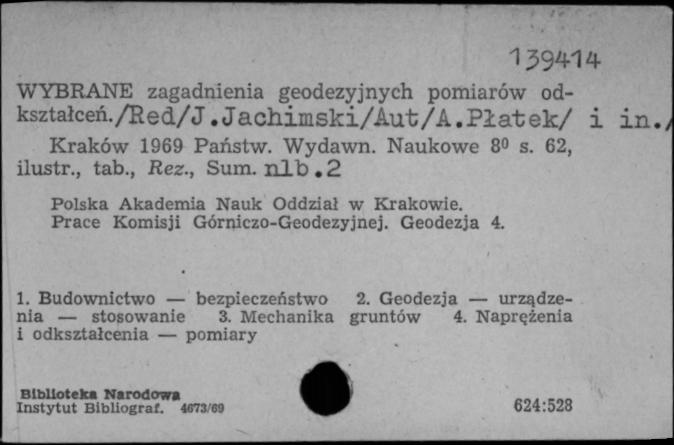 139414
WYBRANE zagadnienia geodezyjnych pomiarów od-
kształceń./Red/J.Jachimski/Aut/A.Płatek/ i in./
Kraków 1969 Państw. Wydawn. Naukowe 8⁰ s. 62,
ilustr., tab., Rez., Sum. nlb.2
Polska Akademia Nauk Oddział w Krakowie.
Prace Komisji Górniczo-Geodezyjnej. Geodezja 4.
1. Budownictwo — bezpieczeństwo 2. Geodezja — urządze-
nia — stosowanie 3. Mechanika gruntów 4. Naprężenia
i odkształcenia — pomiary
Biblioteka Narodowa
Instytut Bibliograf. 4673/69
624:528